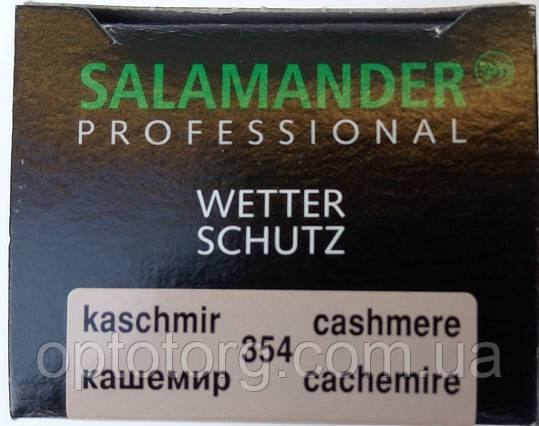 SALAMANDER
PROFESSIONAL
WETTER
SCHUTZ
kaschmir cashmere
354
кашемир cachemire
optotorg.com.ua